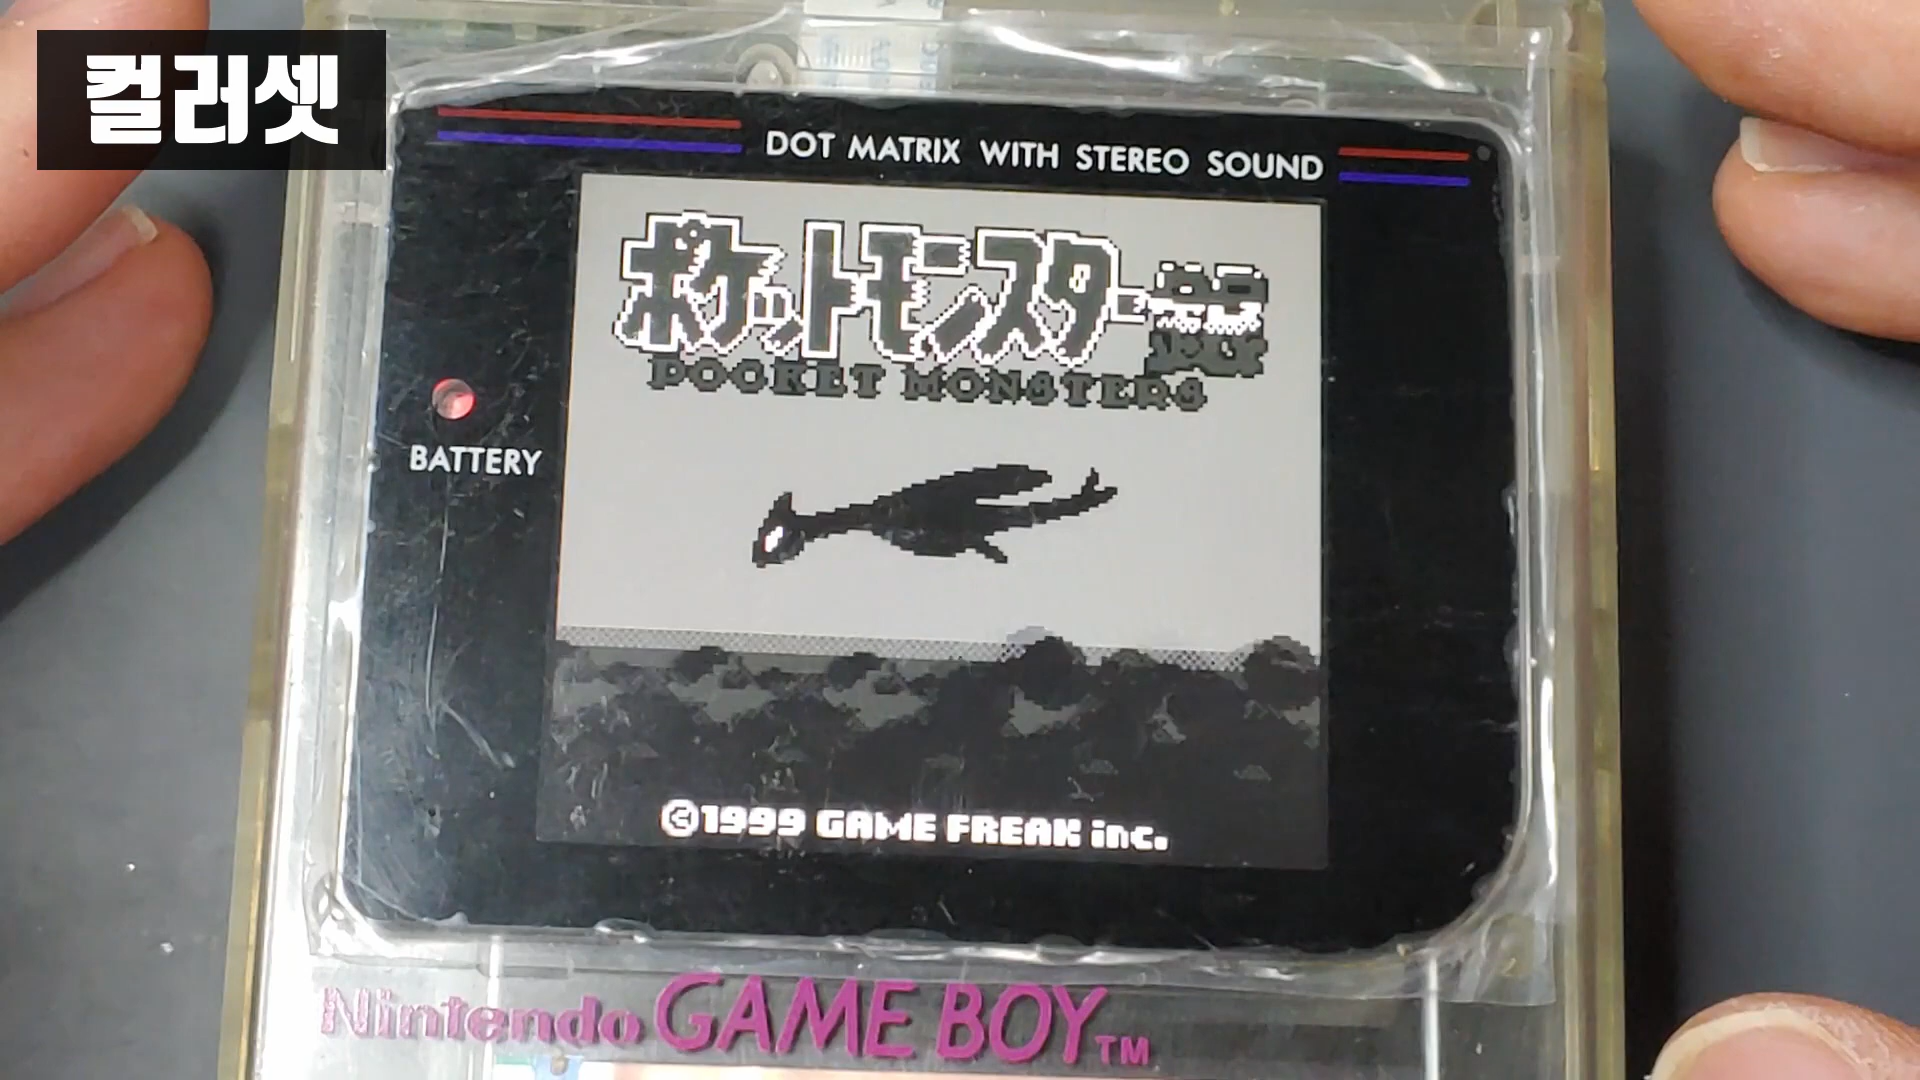 컬러셋
DOT MATRIX WITH STEREO SOUND
ポケットモンスター銀
POCKET MONSTERS
BATTERY
©1999 GAME FREAK inc.
Nintendo GAME BOY™